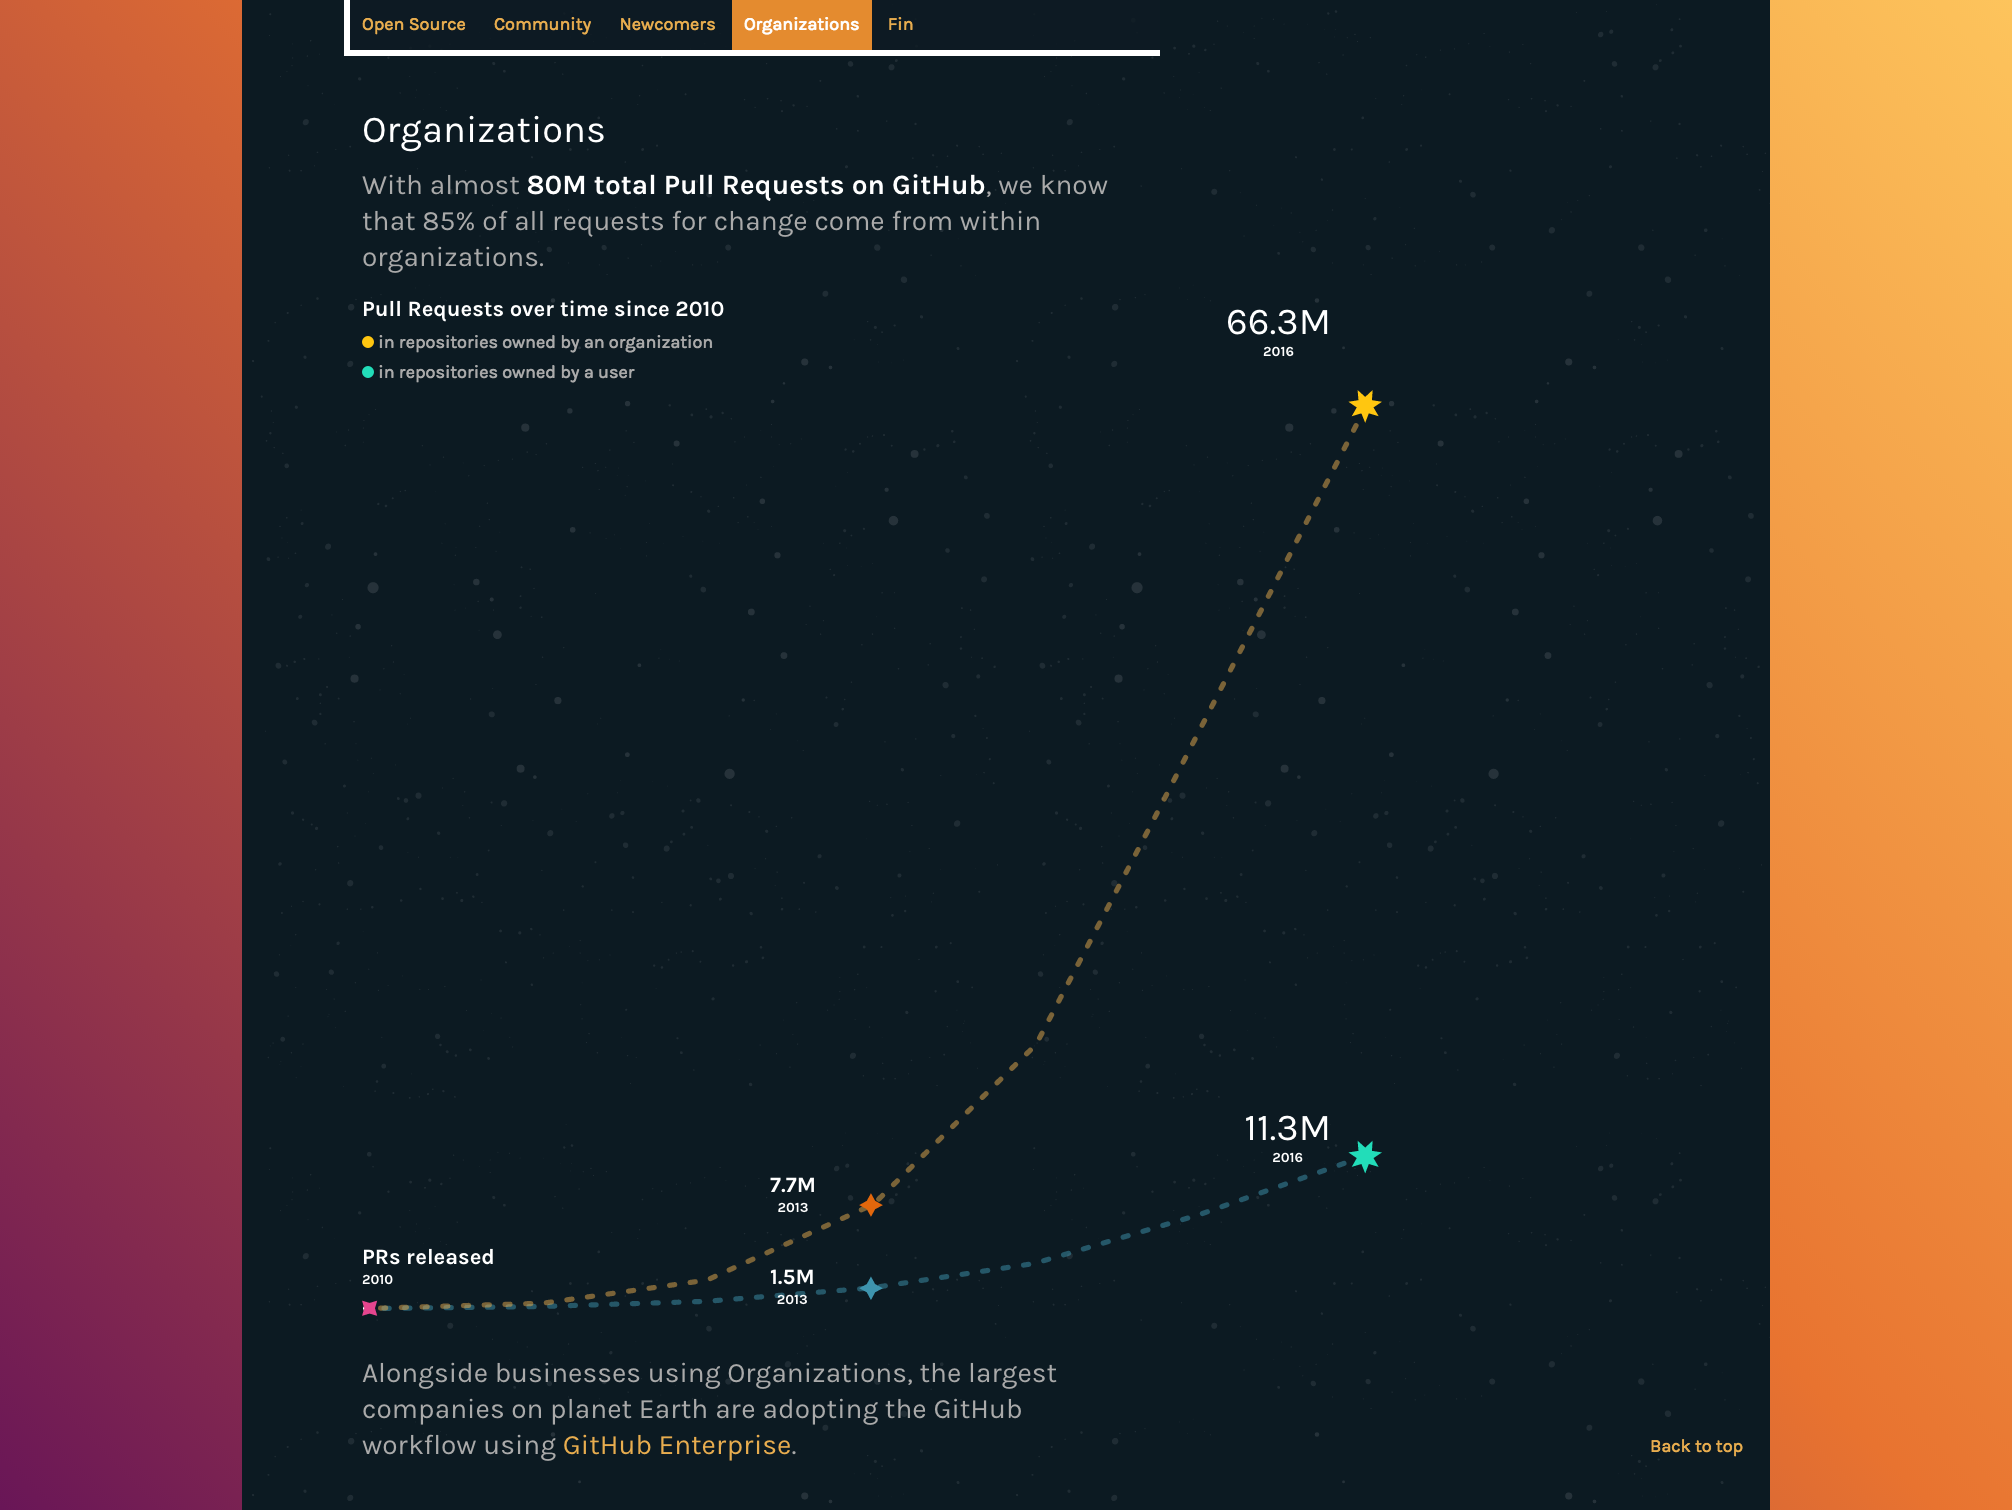 Open Source Community Newcomers Organizations Fin
Organizations
With almost 80M total Pull Requests on GitHub, we know
that 85% of all requests for change come from within
organizations.
Pull Requests over time since 2010
in repositories owned by an organization
in repositories owned by a user
66.3M
2016
11.3M
2016
7.7M
2013
PRs released
2010
1.5M
2013
Alongside businesses using Organizations, the largest
companies on planet Earth are adopting the GitHub
workflow using GitHub Enterprise.
Back to top